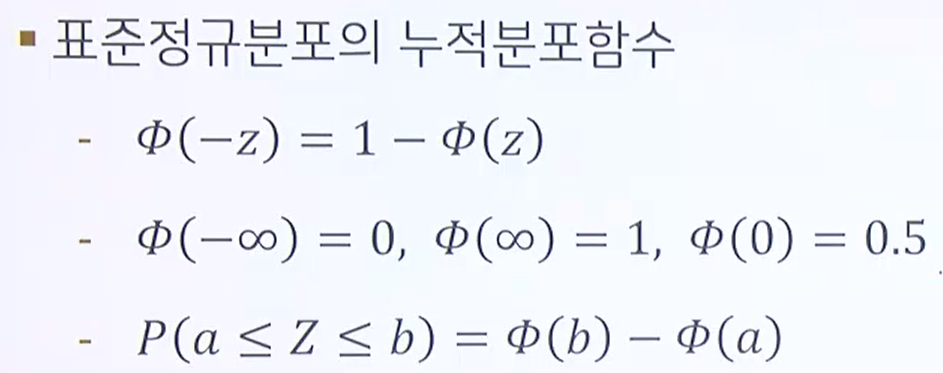 ▪ 표준정규분포의 누적분포함수
- Φ(−z) = 1 − Φ(z)
- Φ(−∞) = 0, Φ(∞) = 1, Φ(0) = 0.5
- P(a ≤ Z ≤ b) = Φ(b) − Φ(a)